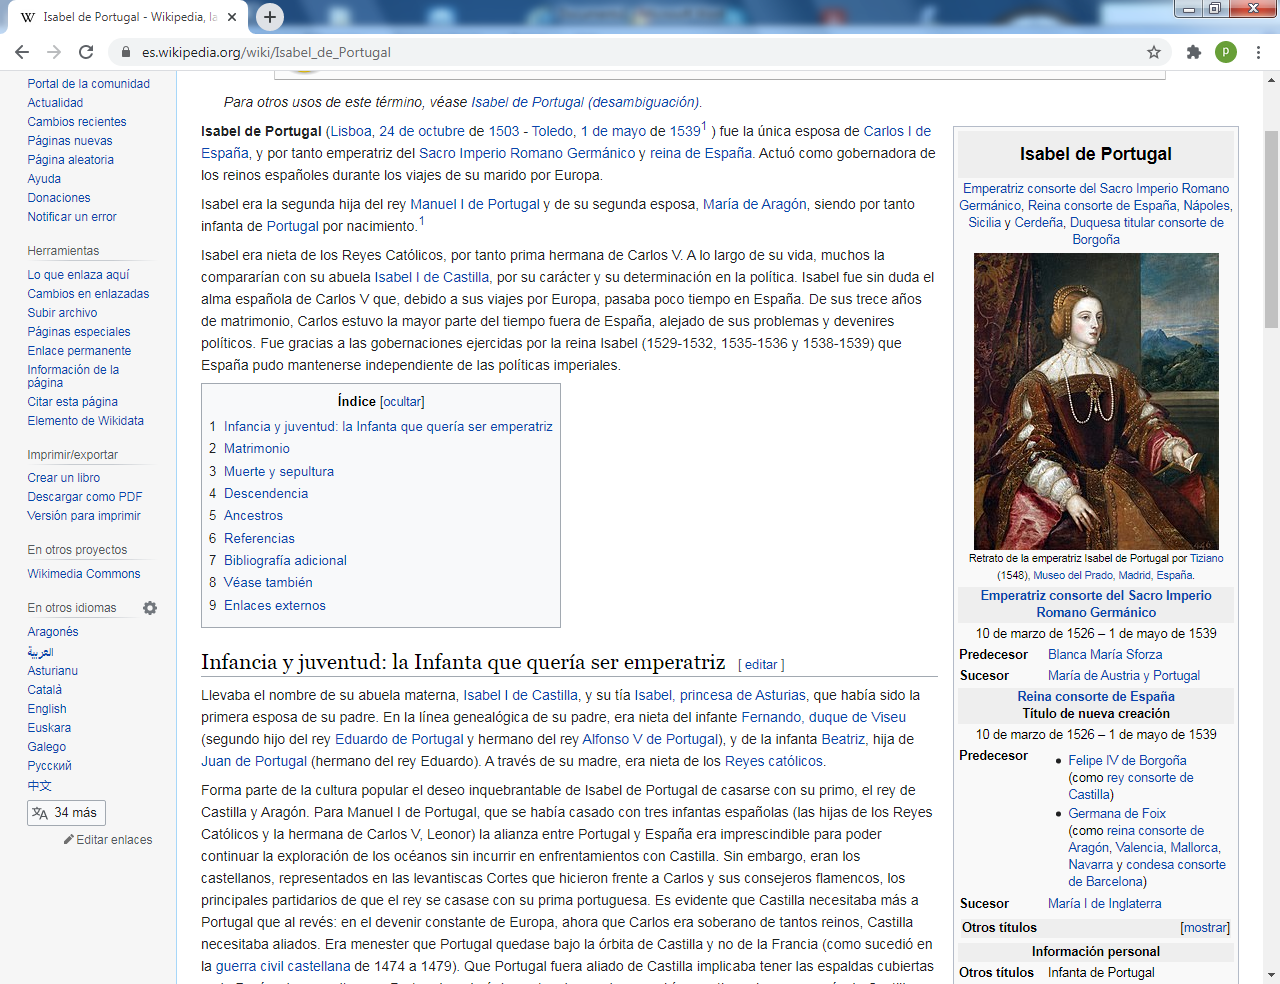 Isabel de Portugal - Wikipedia, la
es.wikipedia.org/wiki/Isabel_de_Portugal
p
Portal de la comunidad
Actualidad
Cambios recientes
Páginas nuevas
Página aleatoria
Ayuda
Donaciones
Notificar un error
Herramientas
Lo que enlaza aquí
Cambios en enlazadas
Subir archivo
Páginas especiales
Enlace permanente
Información de la
página
Citar esta página
Elemento de Wikidata
Imprimir/exportar
Crear un libro
Descargar como PDF
Versión para imprimir
En otros proyectos
Wikimedia Commons
En otros idiomas
Aragonés
العربية
Asturianu
Català
English
Euskara
Galego
Русский
中文
34 más
Editar enlaces
Para otros usos de este término, véase Isabel de Portugal (desambiguación).
Isabel de Portugal (Lisboa, 24 de octubre de 1503 - Toledo, 1 de mayo de 1539¹ ) fue la única esposa de Carlos I de
España, y por tanto emperatriz del Sacro Imperio Romano Germánico y reina de España. Actuó como gobernadora de
los reinos españoles durante los viajes de su marido por Europa.
Isabel era la segunda hija del rey Manuel I de Portugal y de su segunda esposa, María de Aragón, siendo por tanto
infanta de Portugal por nacimiento.¹
Isabel era nieta de los Reyes Católicos, por tanto prima hermana de Carlos V. A lo largo de su vida, muchos la
compararían con su abuela Isabel I de Castilla, por su carácter y su determinación en la política. Isabel fue sin duda el
alma española de Carlos V que, debido a sus viajes por Europa, pasaba poco tiempo en España. De sus trece años
de matrimonio, Carlos estuvo la mayor parte del tiempo fuera de España, alejado de sus problemas y devenires
políticos. Fue gracias a las gobernaciones ejercidas por la reina Isabel (1529-1532, 1535-1536 y 1538-1539) que
España pudo mantenerse independiente de las políticas imperiales.
Índice [ocultar]
1 Infancia y juventud: la Infanta que quería ser emperatriz
2 Matrimonio
3 Muerte y sepultura
4 Descendencia
5 Ancestros
6 Referencias
7 Bibliografía adicional
8 Véase también
9 Enlaces externos
Infancia y juventud: la Infanta que quería ser emperatriz [ editar ]
Llevaba el nombre de su abuela materna, Isabel I de Castilla, y su tía Isabel, princesa de Asturias, que había sido la
primera esposa de su padre. En la línea genealógica de su padre, era nieta del infante Fernando, duque de Viseu
(segundo hijo del rey Eduardo de Portugal y hermano del rey Alfonso V de Portugal), y de la infanta Beatriz, hija de
Juan de Portugal (hermano del rey Eduardo). A través de su madre, era nieta de los Reyes católicos.
Forma parte de la cultura popular el deseo inquebrantable de Isabel de Portugal de casarse con su primo, el rey de
Castilla y Aragón. Para Manuel I de Portugal, que se había casado con tres infantas españolas (las hijas de los Reyes
Católicos y la hermana de Carlos V, Leonor) la alianza entre Portugal y España era imprescindible para poder
continuar la exploración de los océanos sin incurrir en enfrentamientos con Castilla. Sin embargo, eran los
castellanos, representados en las levantiscas Cortes que hicieron frente a Carlos y sus consejeros flamencos, los
principales partidarios de que el rey se casase con su prima portuguesa. Es evidente que Castilla necesitaba más a
Portugal que al revés: en el devenir constante de Europa, ahora que Carlos era soberano de tantos reinos, Castilla
necesitaba aliados. Era menester que Portugal quedase bajo la órbita de Castilla y no de la Francia (como sucedió en
la guerra civil castellana de 1474 a 1479). Que Portugal fuera aliado de Castilla implicaba tener las espaldas cubiertas
Isabel de Portugal
Emperatriz consorte del Sacro Imperio Romano
Germánico, Reina consorte de España, Nápoles,
Sicilia y Cerdeña, Duquesa titular consorte de
Borgoña
Retrato de la emperatriz Isabel de Portugal por Tiziano
(1548), Museo del Prado, Madrid, España.
Emperatriz consorte del Sacro Imperio
Romano Germánico
10 de marzo de 1526 – 1 de mayo de 1539
Predecesor Blanca María Sforza
Sucesor María de Austria y Portugal
Reina consorte de España
Título de nueva creación
10 de marzo de 1526 – 1 de mayo de 1539
Predecesor • Felipe IV de Borgoña
(como rey consorte de
Castilla)
• Germana de Foix
(como reina consorte de
Aragón, Valencia, Mallorca,
Navarra y condesa consorte
de Barcelona)
Sucesor María I de Inglaterra
Otros títulos [mostrar]
Información personal
Otros títulos Infanta de Portugal